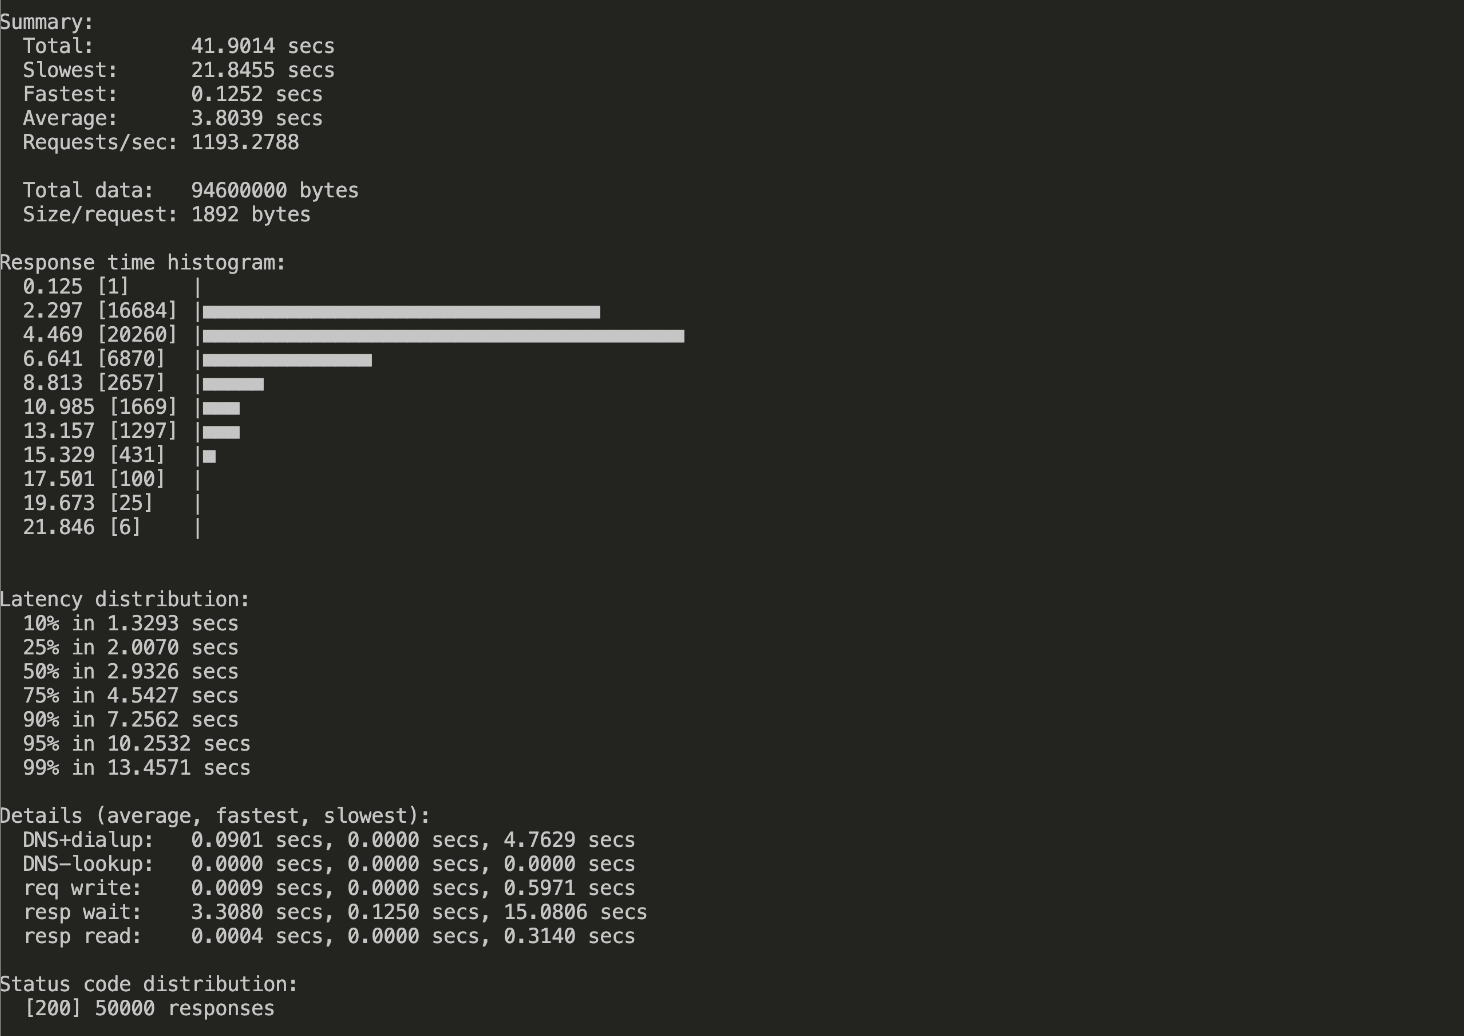 Summary:
  Total:        41.9014 secs
  Slowest:      21.8455 secs
  Fastest:      0.1252 secs
  Average:      3.8039 secs
  Requests/sec: 1193.2788

  Total data:   94600000 bytes
  Size/request: 1892 bytes

Response time histogram:
  0.125 [1]     |
  2.297 [16684] |■■■■■■■■■■■■■■■■■■■■■■■■■■■■■■■■■
  4.469 [20260] |■■■■■■■■■■■■■■■■■■■■■■■■■■■■■■■■■■■■■■■■
  6.641 [6870]  |■■■■■■■■■■■■■■
  8.813 [2657]  |■■■■■
  10.985 [1669] |■■■
  13.157 [1297] |■■■
  15.329 [431]  |■
  17.501 [100]  |
  19.673 [25]   |
  21.846 [6]    |

Latency distribution:
  10% in 1.3293 secs
  25% in 2.0070 secs
  50% in 2.9326 secs
  75% in 4.5427 secs
  90% in 7.2562 secs
  95% in 10.2532 secs
  99% in 13.4571 secs

Details (average, fastest, slowest):
  DNS+dialup:   0.0901 secs, 0.0000 secs, 4.7629 secs
  DNS-lookup:   0.0000 secs, 0.0000 secs, 0.0000 secs
  req write:    0.0009 secs, 0.0000 secs, 0.5971 secs
  resp wait:    3.3080 secs, 0.1250 secs, 15.0806 secs
  resp read:    0.0004 secs, 0.0000 secs, 0.3140 secs

Status code distribution:
  [200] 50000 responses